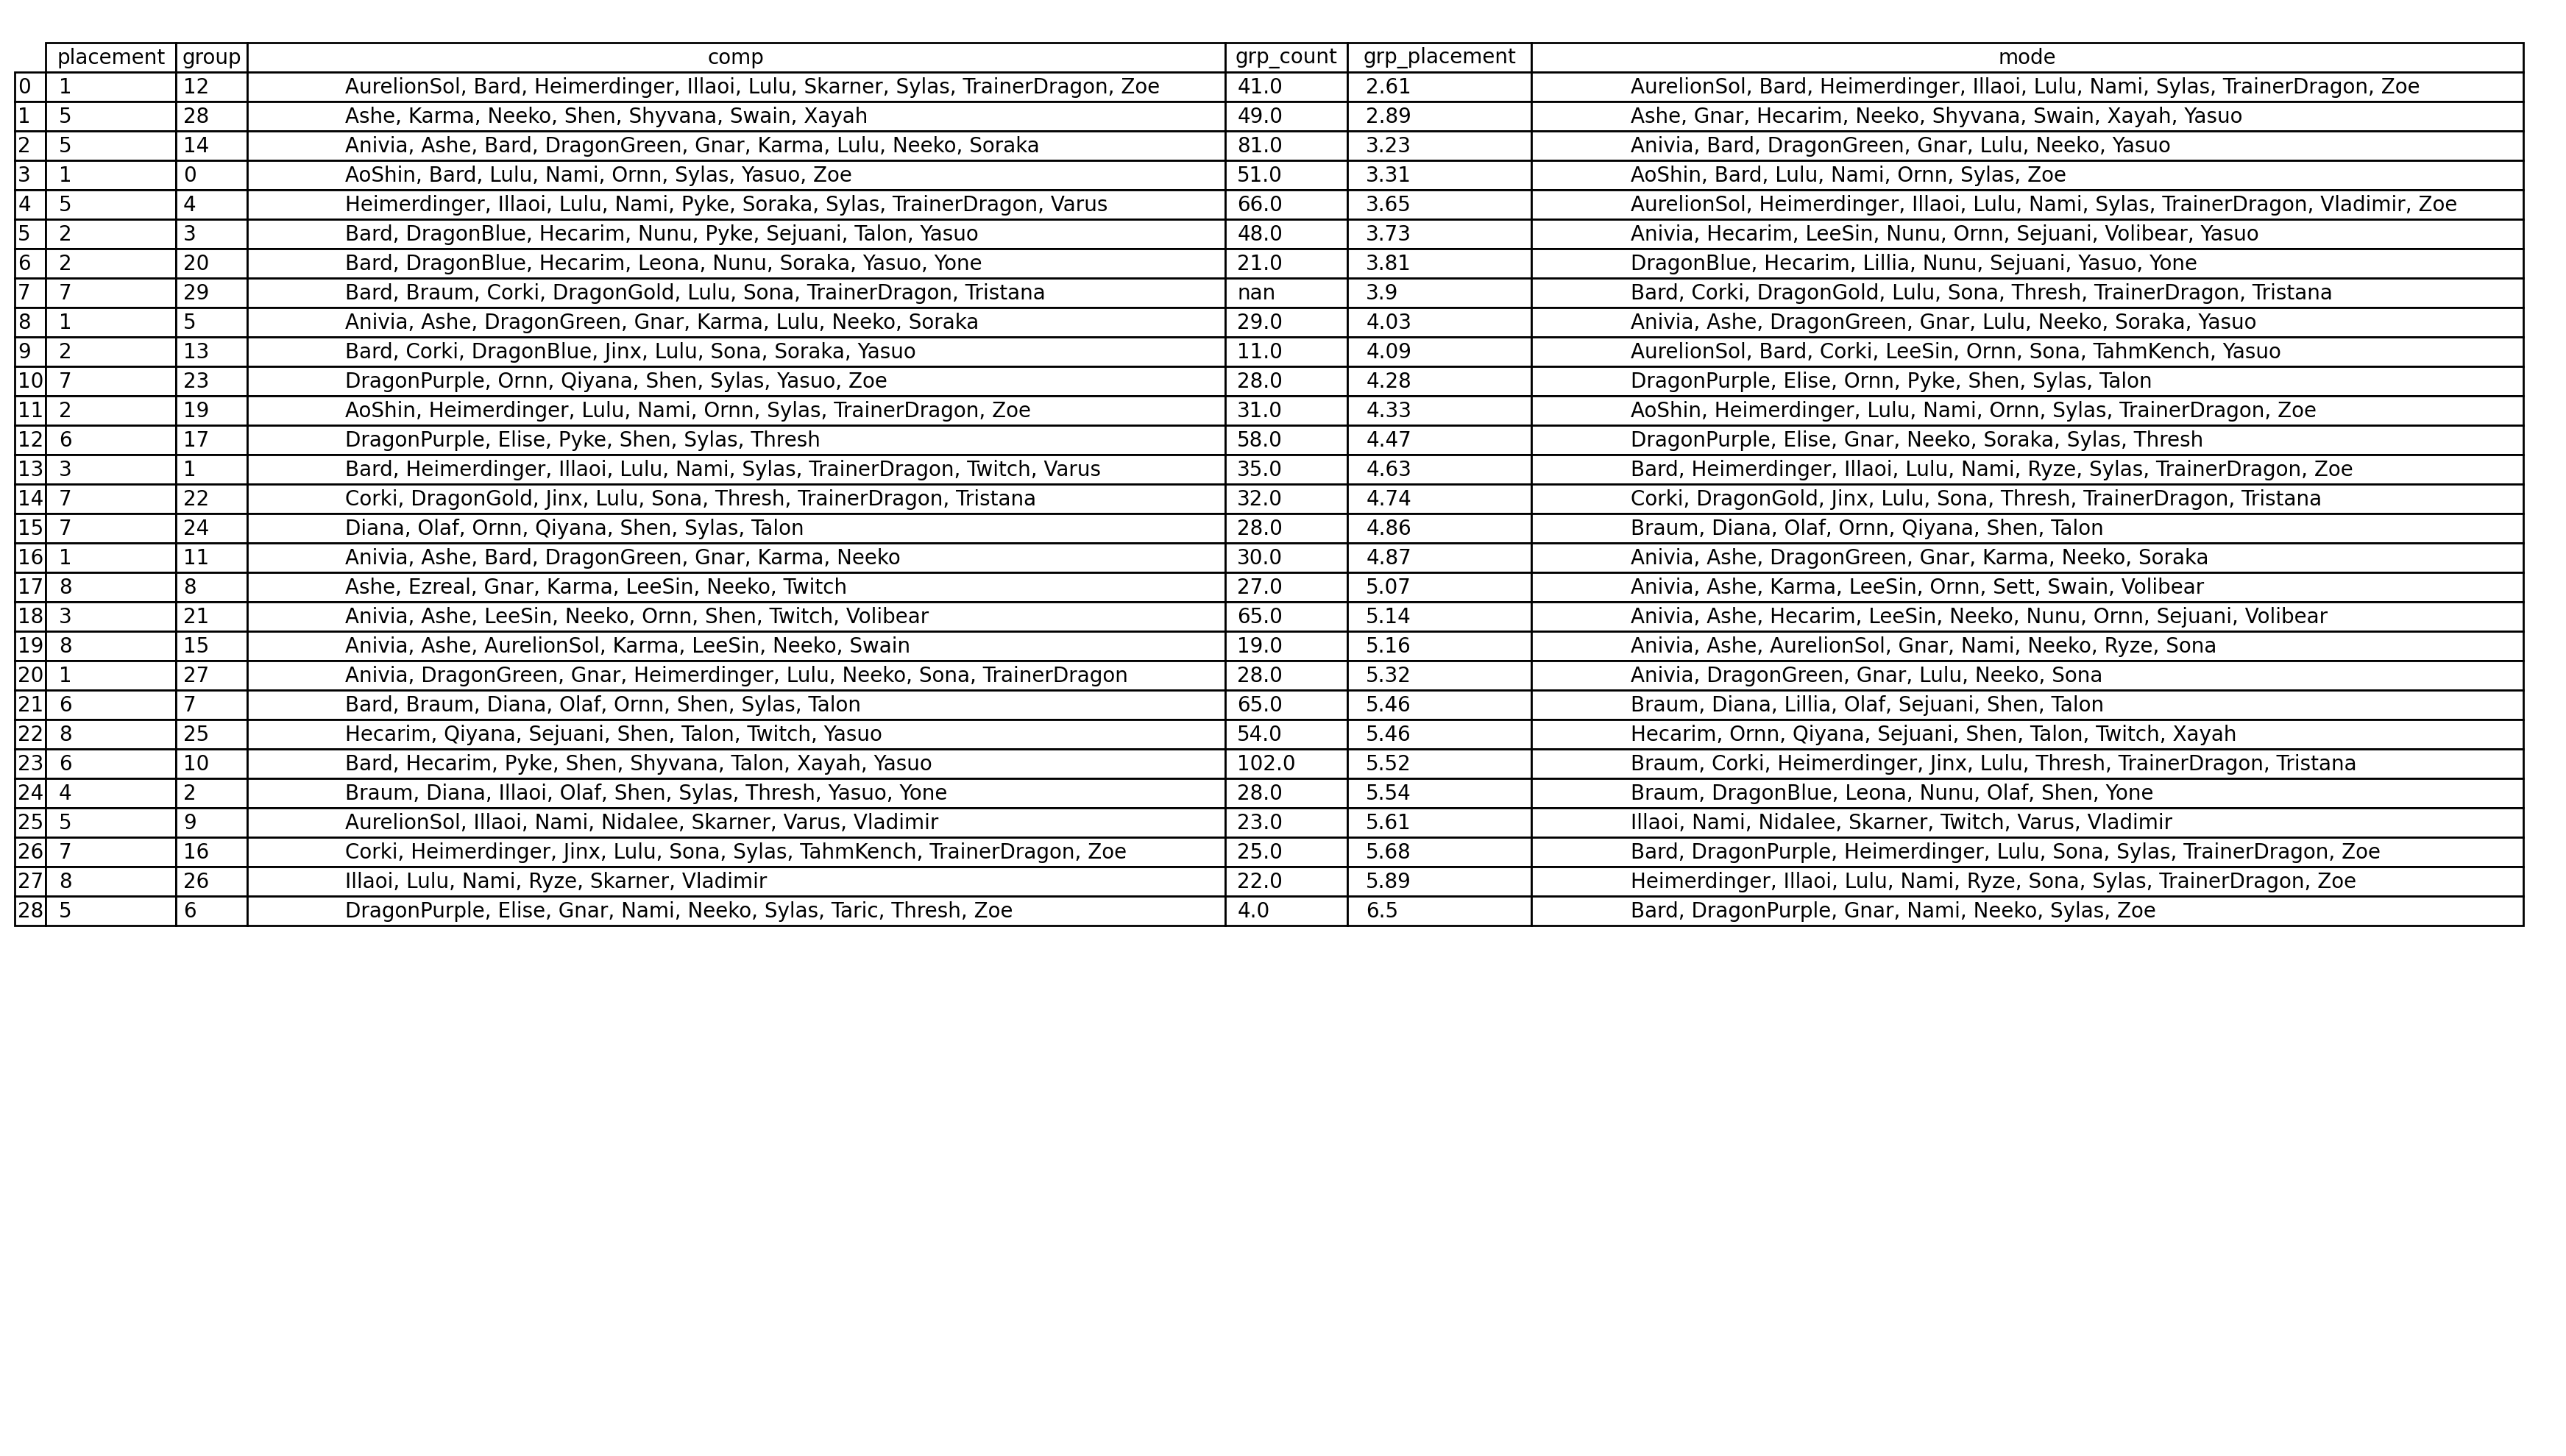 placement group comp grp_count grp_placement mode
0 1 12 AurelionSol, Bard, Heimerdinger, Illaoi, Lulu, Skarner, Sylas, TrainerDragon, Zoe 41.0 2.61 AurelionSol, Bard, Heimerdinger, Illaoi, Lulu, Nami, Sylas, TrainerDragon, Zoe
1 5 28 Ashe, Karma, Neeko, Shen, Shyvana, Swain, Xayah 49.0 2.89 Ashe, Gnar, Hecarim, Neeko, Shyvana, Swain, Xayah, Yasuo
2 5 14 Anivia, Ashe, Bard, DragonGreen, Gnar, Karma, Lulu, Neeko, Soraka 81.0 3.23 Anivia, Bard, DragonGreen, Gnar, Lulu, Neeko, Yasuo
3 1 0 AoShin, Bard, Lulu, Nami, Ornn, Sylas, Yasuo, Zoe 51.0 3.31 AoShin, Bard, Lulu, Nami, Ornn, Sylas, Zoe
4 5 4 Heimerdinger, Illaoi, Lulu, Nami, Pyke, Soraka, Sylas, TrainerDragon, Varus 66.0 3.65 AurelionSol, Heimerdinger, Illaoi, Lulu, Nami, Sylas, TrainerDragon, Vladimir, Zoe
5 2 3 Bard, DragonBlue, Hecarim, Nunu, Pyke, Sejuani, Talon, Yasuo 48.0 3.73 Anivia, Hecarim, LeeSin, Nunu, Ornn, Sejuani, Volibear, Yasuo
6 2 20 Bard, DragonBlue, Hecarim, Leona, Nunu, Soraka, Yasuo, Yone 21.0 3.81 DragonBlue, Hecarim, Lillia, Nunu, Sejuani, Yasuo, Yone
7 7 29 Bard, Braum, Corki, DragonGold, Lulu, Sona, TrainerDragon, Tristana nan 3.9 Bard, Corki, DragonGold, Lulu, Sona, Thresh, TrainerDragon, Tristana
8 1 5 Anivia, Ashe, DragonGreen, Gnar, Karma, Lulu, Neeko, Soraka 29.0 4.03 Anivia, Ashe, DragonGreen, Gnar, Lulu, Neeko, Soraka, Yasuo
9 2 13 Bard, Corki, DragonBlue, Jinx, Lulu, Sona, Soraka, Yasuo 11.0 4.09 AurelionSol, Bard, Corki, LeeSin, Ornn, Sona, TahmKench, Yasuo
10 7 23 DragonPurple, Ornn, Qiyana, Shen, Sylas, Yasuo, Zoe 28.0 4.28 DragonPurple, Elise, Ornn, Pyke, Shen, Sylas, Talon
11 2 19 AoShin, Heimerdinger, Lulu, Nami, Ornn, Sylas, TrainerDragon, Zoe 31.0 4.33 AoShin, Heimerdinger, Lulu, Nami, Ornn, Sylas, TrainerDragon, Zoe
12 6 17 DragonPurple, Elise, Pyke, Shen, Sylas, Thresh 58.0 4.47 DragonPurple, Elise, Gnar, Neeko, Soraka, Sylas, Thresh
13 3 1 Bard, Heimerdinger, Illaoi, Lulu, Nami, Sylas, TrainerDragon, Twitch, Varus 35.0 4.63 Bard, Heimerdinger, Illaoi, Lulu, Nami, Ryze, Sylas, TrainerDragon, Zoe
14 7 22 Corki, DragonGold, Jinx, Lulu, Sona, Thresh, TrainerDragon, Tristana 32.0 4.74 Corki, DragonGold, Jinx, Lulu, Sona, Thresh, TrainerDragon, Tristana
15 7 24 Diana, Olaf, Ornn, Qiyana, Shen, Sylas, Talon 28.0 4.86 Braum, Diana, Olaf, Ornn, Qiyana, Shen, Talon
16 1 11 Anivia, Ashe, Bard, DragonGreen, Gnar, Karma, Neeko 30.0 4.87 Anivia, Ashe, DragonGreen, Gnar, Karma, Neeko, Soraka
17 8 8 Ashe, Ezreal, Gnar, Karma, LeeSin, Neeko, Twitch 27.0 5.07 Anivia, Ashe, Karma, LeeSin, Ornn, Sett, Swain, Volibear
18 3 21 Anivia, Ashe, LeeSin, Neeko, Ornn, Shen, Twitch, Volibear 65.0 5.14 Anivia, Ashe, Hecarim, LeeSin, Neeko, Nunu, Ornn, Sejuani, Volibear
19 8 15 Anivia, Ashe, AurelionSol, Karma, LeeSin, Neeko, Swain 19.0 5.16 Anivia, Ashe, AurelionSol, Gnar, Nami, Neeko, Ryze, Sona
20 1 27 Anivia, DragonGreen, Gnar, Heimerdinger, Lulu, Neeko, Sona, TrainerDragon 28.0 5.32 Anivia, DragonGreen, Gnar, Lulu, Neeko, Sona
21 6 7 Bard, Braum, Diana, Olaf, Ornn, Shen, Sylas, Talon 65.0 5.46 Braum, Diana, Lillia, Olaf, Sejuani, Shen, Talon
22 8 25 Hecarim, Qiyana, Sejuani, Shen, Talon, Twitch, Yasuo 54.0 5.46 Hecarim, Ornn, Qiyana, Sejuani, Shen, Talon, Twitch, Xayah
23 6 10 Bard, Hecarim, Pyke, Shen, Shyvana, Talon, Xayah, Yasuo 102.0 5.52 Braum, Corki, Heimerdinger, Jinx, Lulu, Thresh, TrainerDragon, Tristana
24 4 2 Braum, Diana, Illaoi, Olaf, Shen, Sylas, Thresh, Yasuo, Yone 28.0 5.54 Braum, DragonBlue, Leona, Nunu, Olaf, Shen, Yone
25 5 9 AurelionSol, Illaoi, Nami, Nidalee, Skarner, Varus, Vladimir 23.0 5.61 Illaoi, Nami, Nidalee, Skarner, Twitch, Varus, Vladimir
26 7 16 Corki, Heimerdinger, Jinx, Lulu, Sona, Sylas, TahmKench, TrainerDragon, Zoe 25.0 5.68 Bard, DragonPurple, Heimerdinger, Lulu, Sona, Sylas, TrainerDragon, Zoe
27 8 26 Illaoi, Lulu, Nami, Ryze, Skarner, Vladimir 22.0 5.89 Heimerdinger, Illaoi, Lulu, Nami, Ryze, Sona, Sylas, TrainerDragon, Zoe
28 5 6 DragonPurple, Elise, Gnar, Nami, Neeko, Sylas, Taric, Thresh, Zoe 4.0 6.5 Bard, DragonPurple, Gnar, Nami, Neeko, Sylas, Zoe